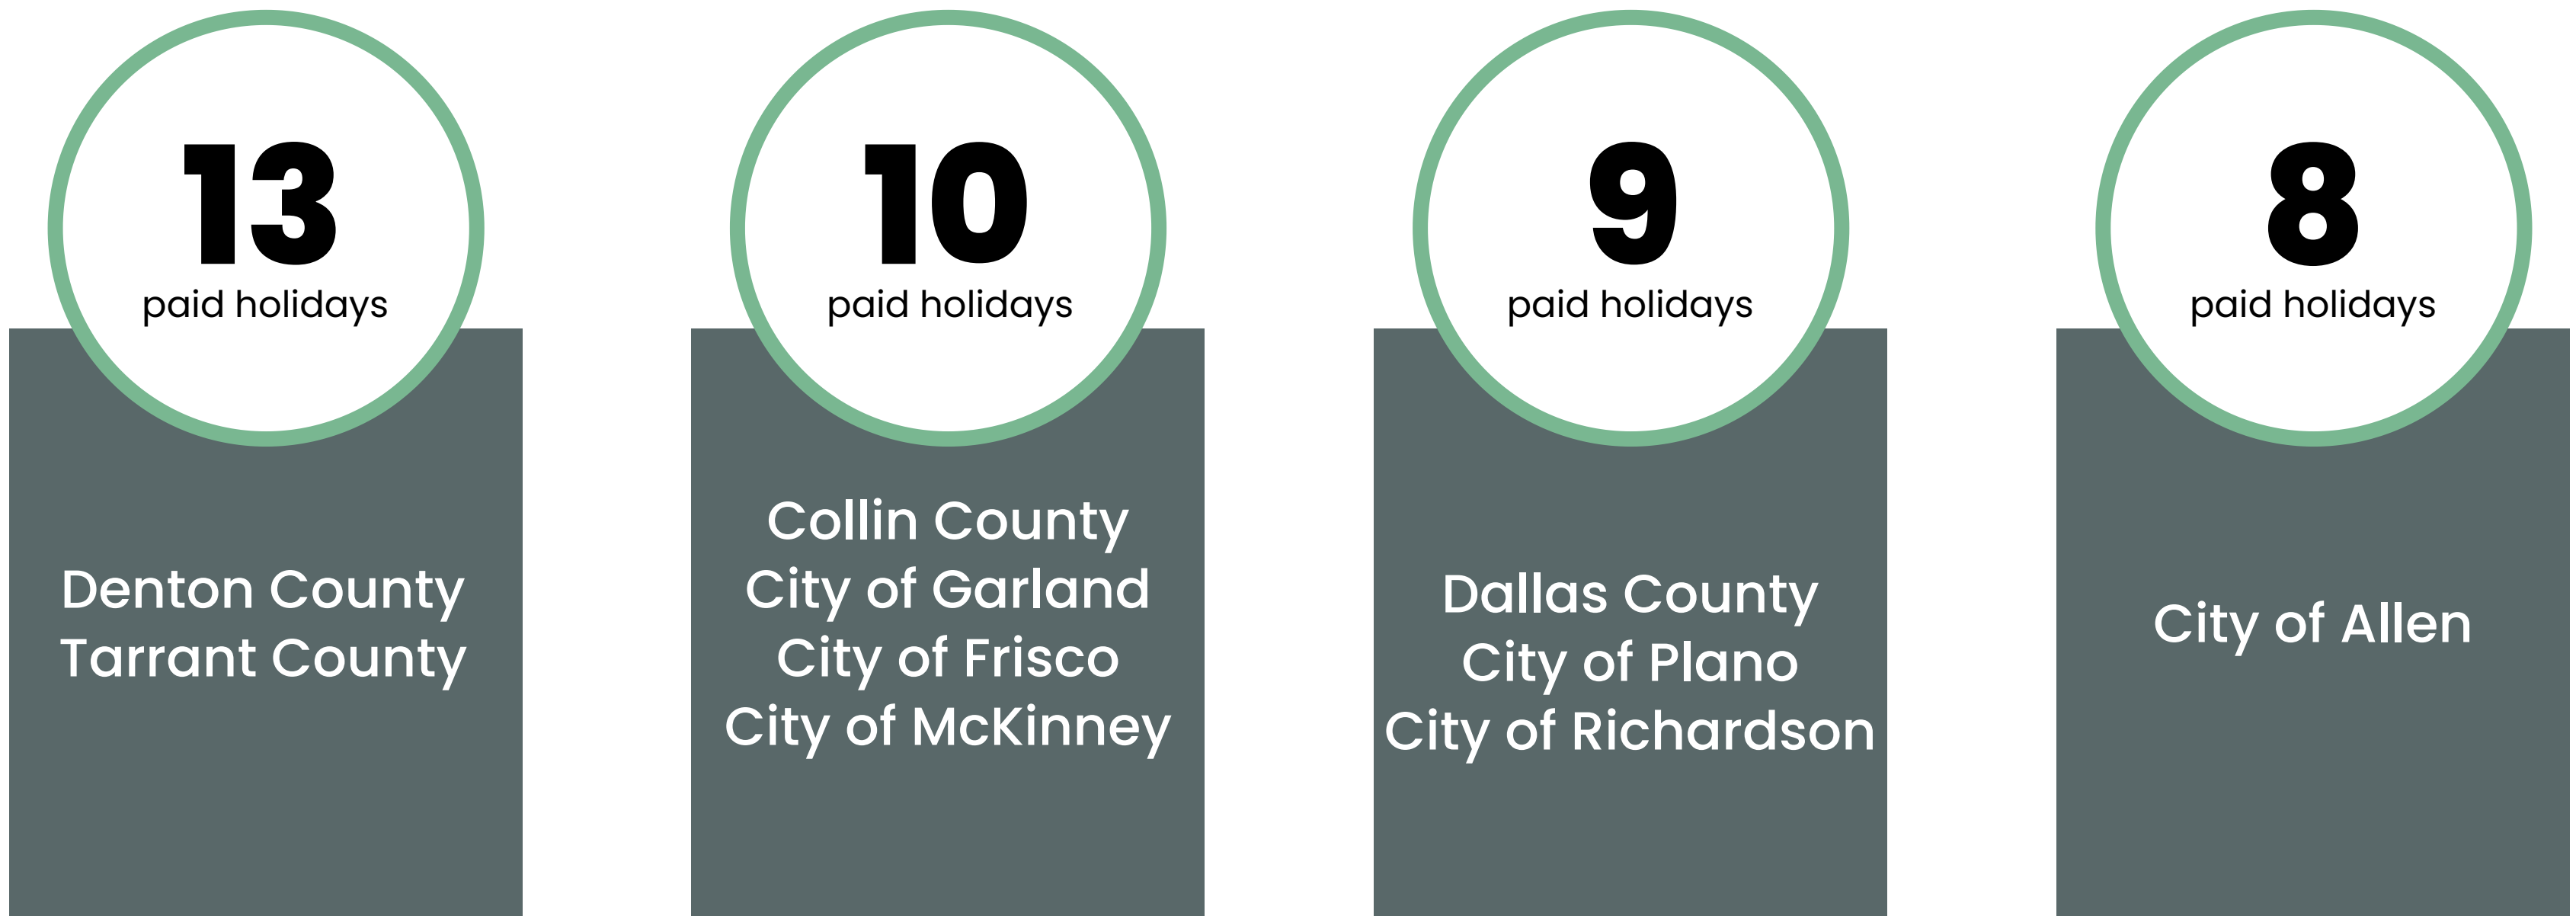 13
paid holidays
Denton County
Tarrant County
10
paid holidays
Collin County
City of Garland
City of Frisco
City of McKinney
9
paid holidays
Dallas County
City of Plano
City of Richardson
8
paid holidays
City of Allen